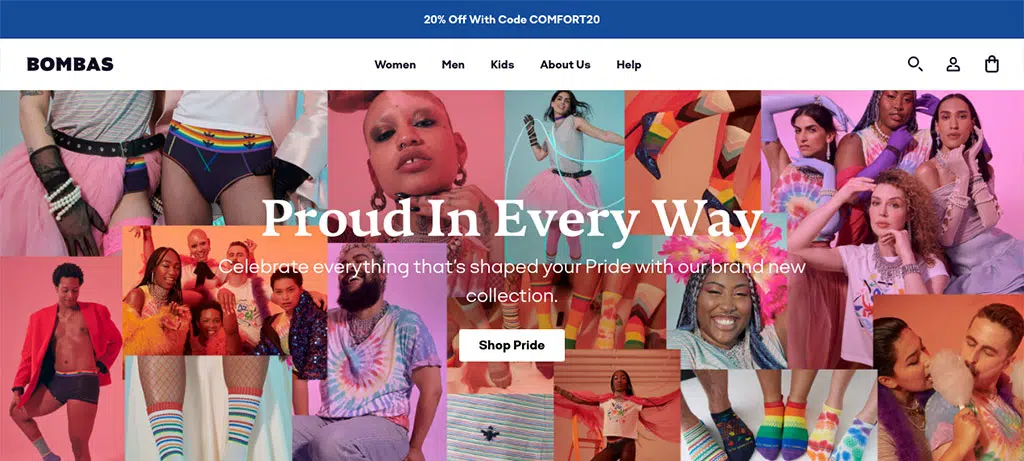 20% Off With Code COMFORT20
BOMBAS
Women Men Kids About Us Help
Proud In Every Way
Celebrate everything that's shaped your Pride with our brand new
collection.
Shop Pride